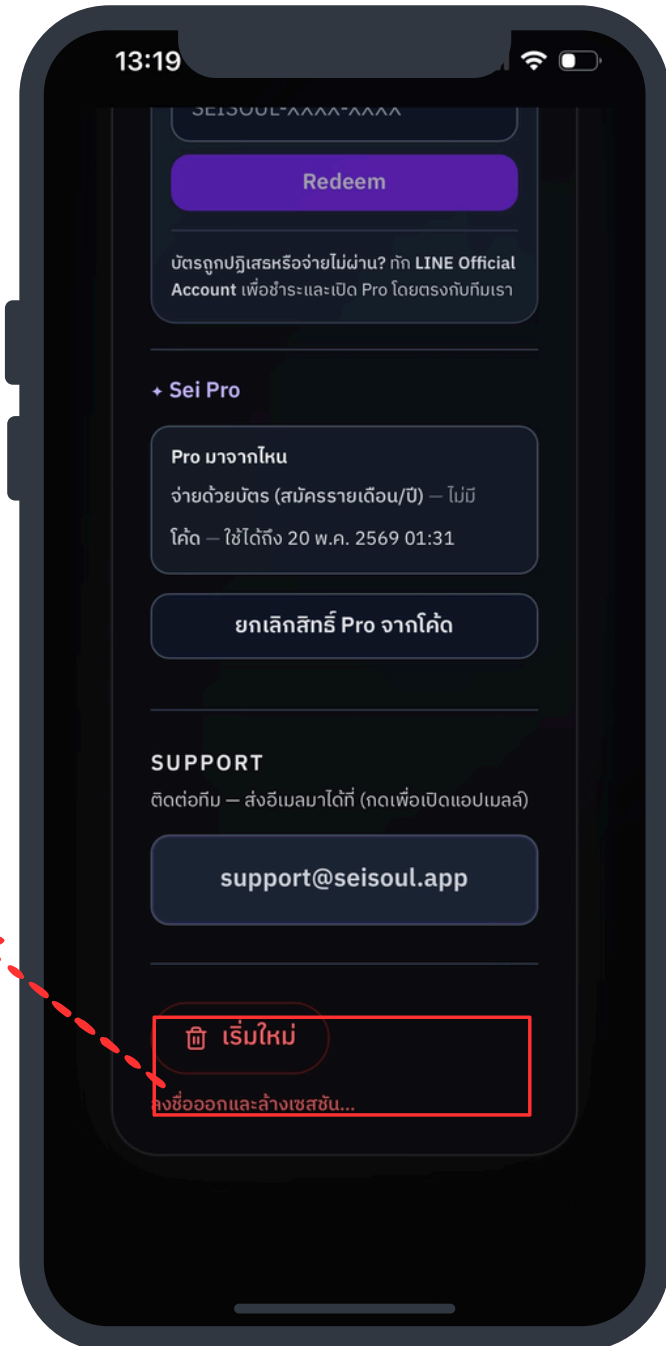 13:19
SEISOUL-XXXX-XXXX
Redeem
บัตรถูกปฏิเสธหรือจ่ายไม่ผ่าน? ทัก LINE Official
Account เพื่อชำระและเปิด Pro โดยตรงกับทีมเรา
✦ Sei Pro
Pro มาจากไหน
จ่ายด้วยบัตร (สมัครรายเดือน/ปี) — ไม่มี
โค้ด — ใช้ได้ถึง 20 พ.ค. 2569 01:31
ยกเลิกสิทธิ์ Pro จากโค้ด
SUPPORT
ติดต่อทีม — ส่งอีเมลมาได้ที่ (กดเพื่อเปิดแอปเมลล์)
support@seisoul.app
เริ่มใหม่
ลงชื่อออกและล้างเซสชัน...